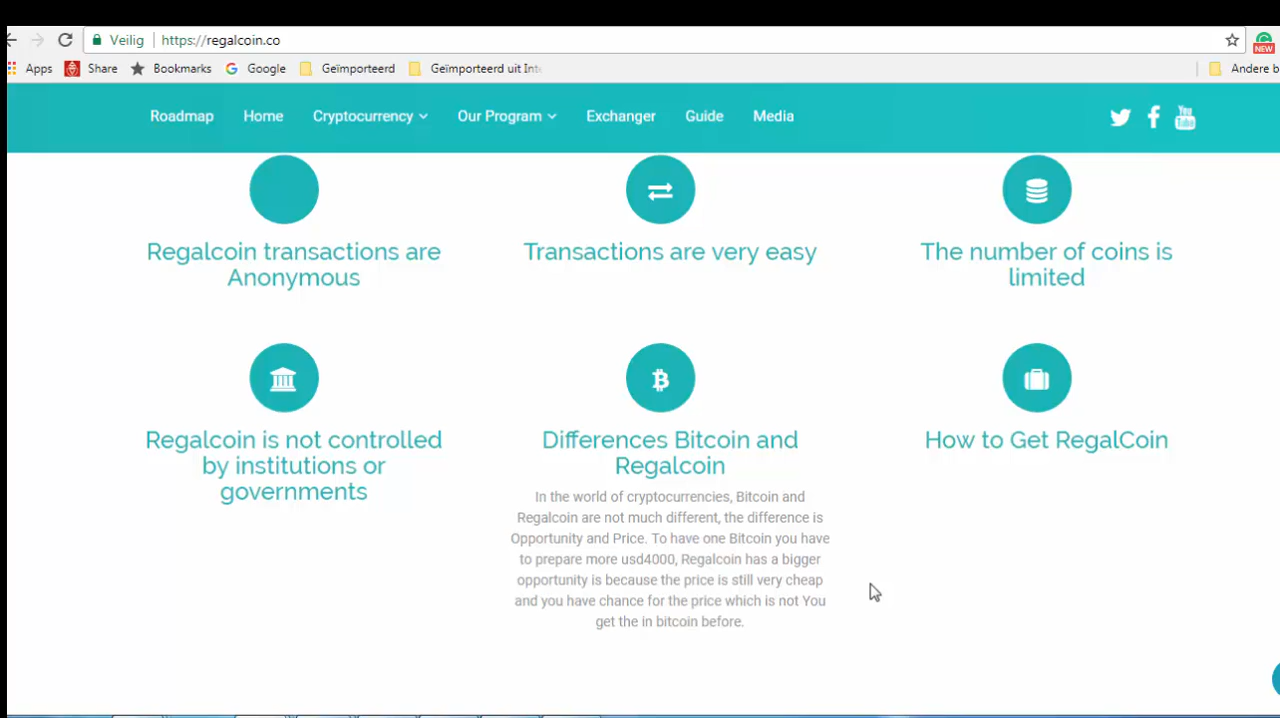 Veilig https://regalcoin.co
NEW
Apps Share Bookmarks Google Geïmporteerd Geïmporteerd uit Andere b
Roadmap Home Cryptocurrency Our Program Exchanger Guide Media
You
Tube
Regalcoin transactions are
Anonymous
Transactions are very easy
The number of coins is
limited
Regalcoin is not controlled
by institutions or
governments
Differences Bitcoin and
Regalcoin
In the world of cryptocurrencies, Bitcoin and
Regalcoin are not much different, the difference is
Opportunity and Price. To have one Bitcoin you have
to prepare more usd4000, Regalcoin has a bigger
opportunity is because the price is still very cheap
and you have chance for the price which is not You
get the in bitcoin before.
How to Get RegalCoin